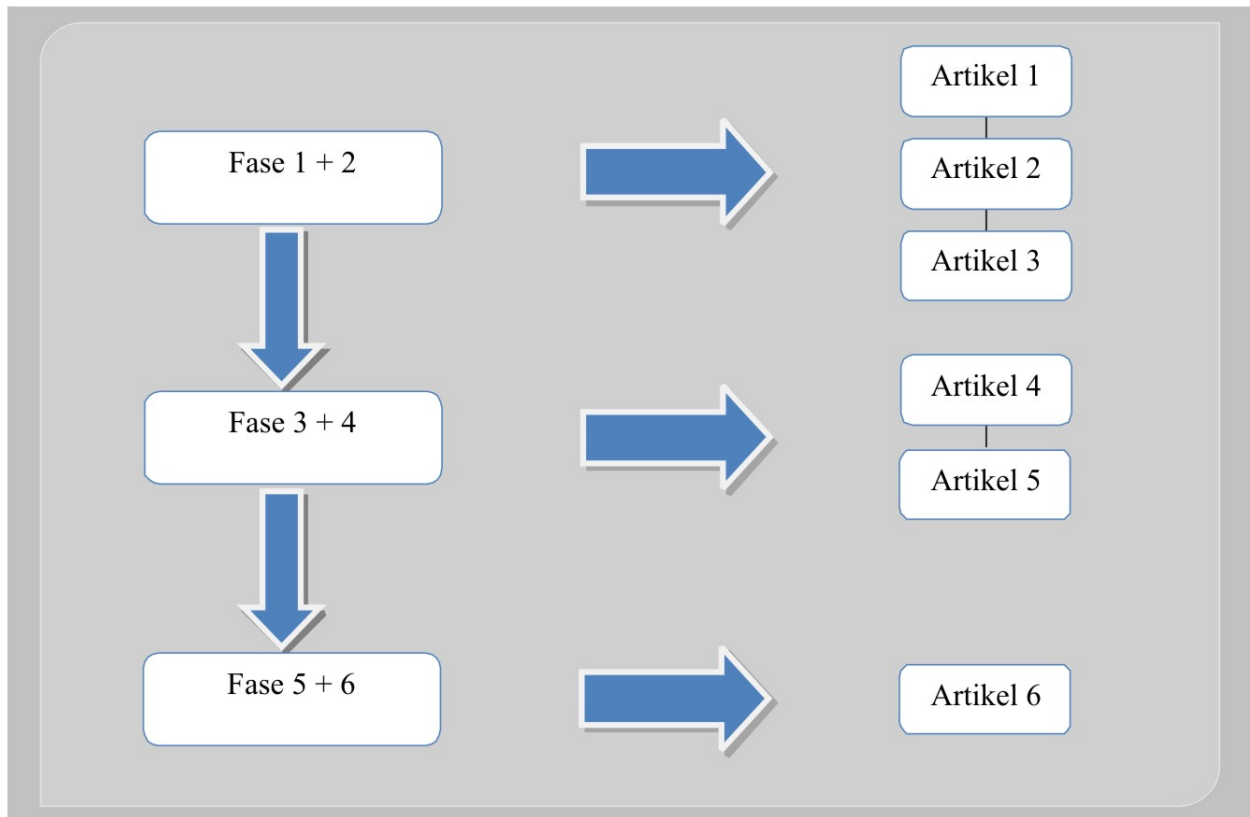 Fase 1 + 2
Artikel 1
Artikel 2
Artikel 3
Fase 3 + 4
Artikel 4
Artikel 5
Fase 5 + 6
Artikel 6